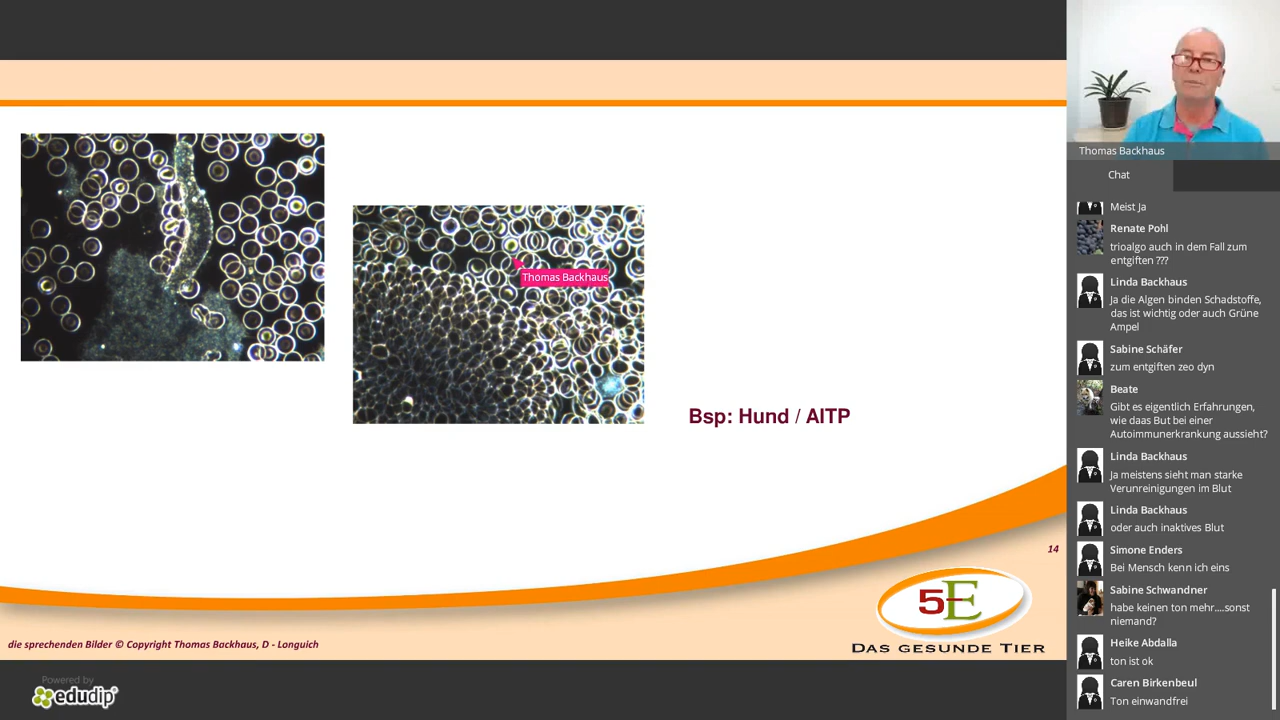 Thomas Backhaus
Bsp: Hund / AITP
14
5E
DAS GESUNDE TIER
die sprechenden Bilder © Copyright Thomas Backhaus, D - Longuich
Powered by
edudip
Thomas Backhaus
Chat
Meist Ja
Renate Pohl
trioalgo auch in dem Fall zum
entgiften ???
Linda Backhaus
Ja die Algen binden Schadstoffe,
das ist wichtig oder auch Grüne
Ampel
Sabine Schäfer
zum entgiften zeo dyn
Beate
Gibt es eigentlich Erfahrungen,
wie daas But bei einer
Autoimmunerkrankung aussieht?
Linda Backhaus
Ja meistens sieht man starke
Verunreinigungen im Blut
Linda Backhaus
oder auch inaktives Blut
Simone Enders
Bei Mensch kenn ich eins
Sabine Schwandner
habe keinen ton mehr....sonst
niemand?
Heike Abdalla
ton ist ok
Caren Birkenbeul
Ton einwandfrei